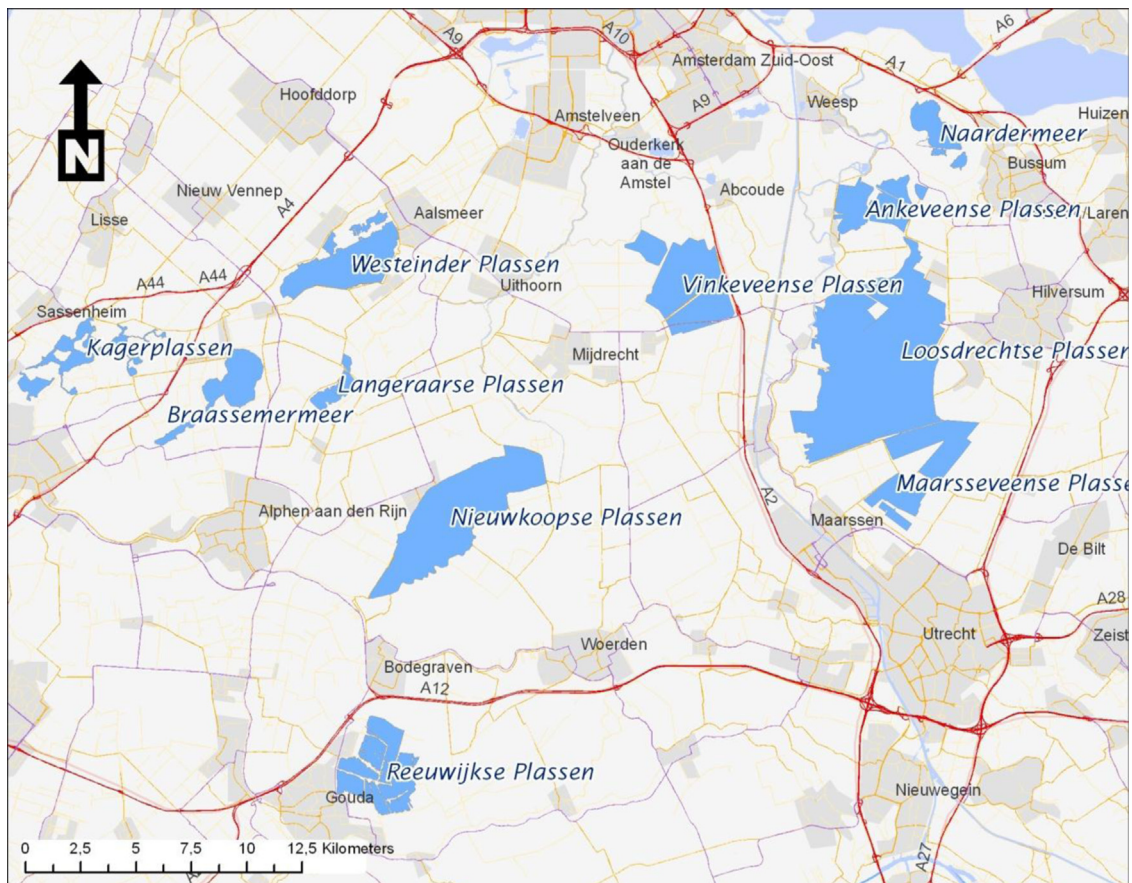 A9
A10
A6
Amsterdam Zuid-Oost
A1
Hoofddorp
A9
Weesp
Amstelveen
Huizen
Naardermeer
N
Ouderkerk
aan de
Amstel
Bussum
Nieuw Vennep
Abcoude
A4
Lisse
Aalsmeer
Ankeveense Plassen
Laren
Westeinder Plassen
A44
A44
Uithoorn
Vinkeveense Plassen
Hilversum
Sassenheim
Kagerplassen
Mijdrecht
Loosdrechtse Plassen
Langeraarse Plassen
Braassemermeer
Maarsseveense Plasse
A2
Alphen aan den Rijn
Nieuwkoopse Plassen
Maarssen
De Bilt
A28
Utrecht
Zeist
Woerden
Bodegraven
A12
Reeuwijkse Plassen
Gouda
Nieuwegein
0 2,5 5 7,5 10 12,5 Kilometers
A27